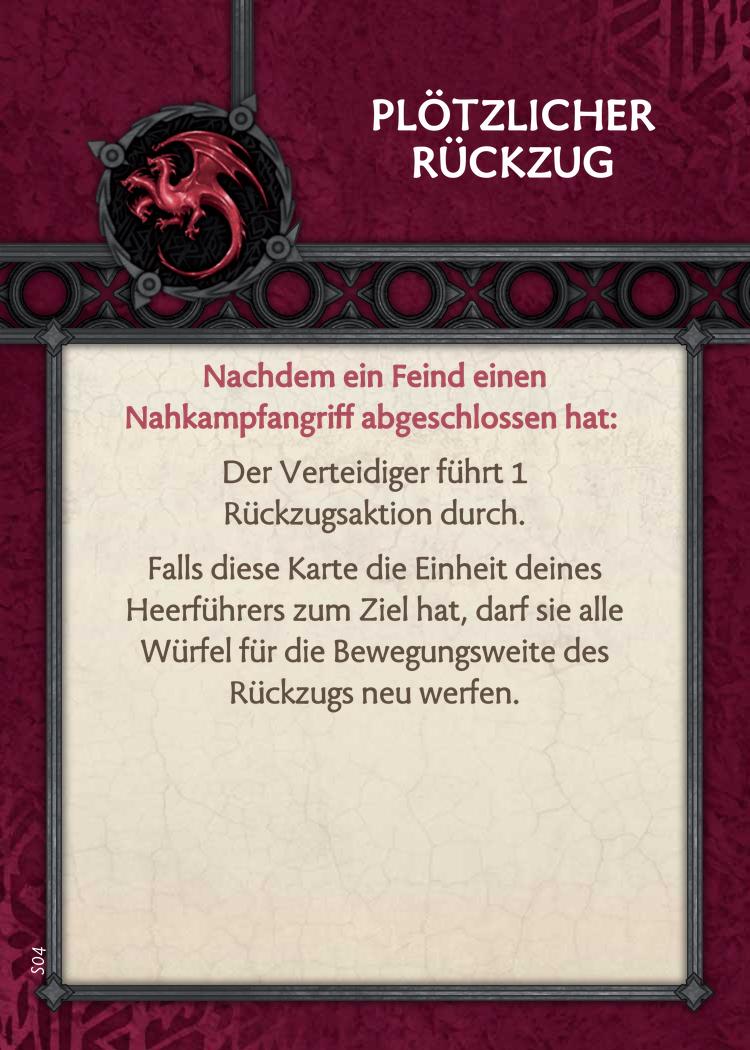 PLÖTZLICHER
RÜCKZUG
Nachdem ein Feind einen
Nahkampfangriff abgeschlossen hat:
Der Verteidiger führt 1
Rückzugsaktion durch.
Falls diese Karte die Einheit deines
Heerführers zum Ziel hat, darf sie alle
Würfel für die Bewegungsweite des
Rückzugs neu werfen.
S04